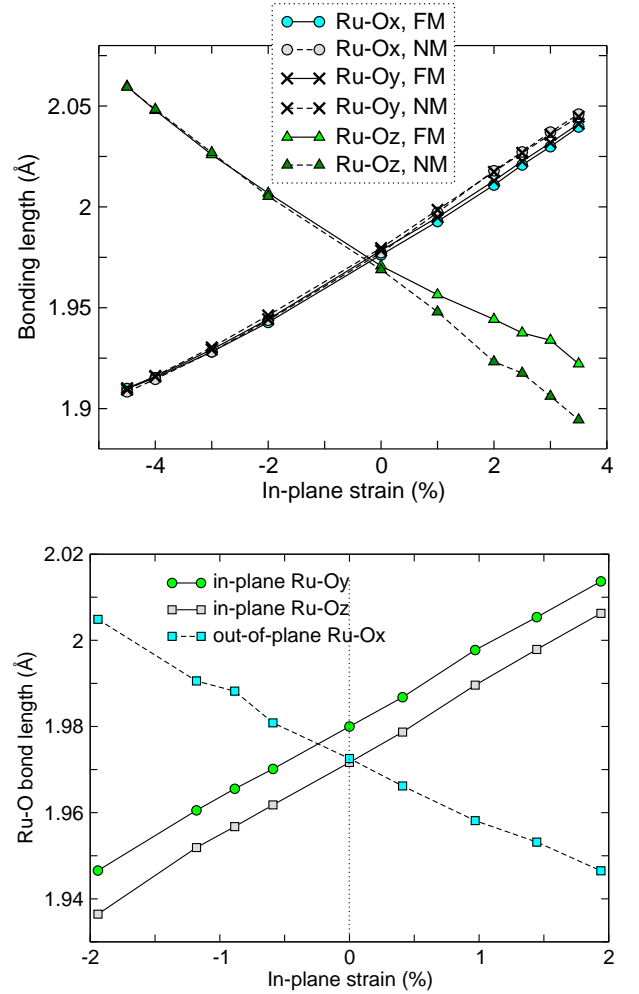 Ru-Ox, FM
Ru-Ox, NM
Ru-Oy, FM
Ru-Oy, NM
Ru-Oz, FM
Ru-Oz, NM
2.05
2
1.95
1.9
Bonding length (Å)
-4 -2 0 2 4
In-plane strain (%)
2.02
2
1.98
1.96
1.94
Ru-O bond length (Å)
in-plane Ru-Oy
in-plane Ru-Oz
out-of-plane Ru-Ox
-2 -1 0 1 2
In-plane strain (%)